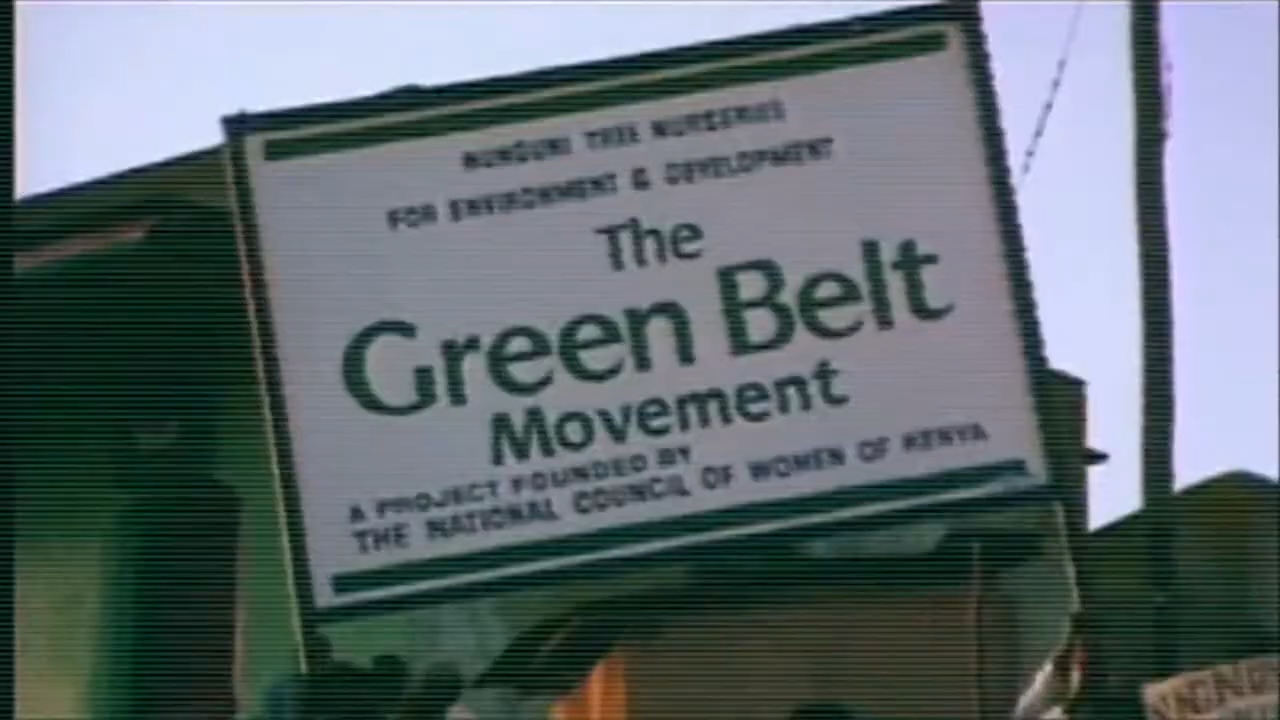 TREE NURSERIES
FOR ENVIRONMENT & DEVELOPMENT
The
Green Belt
Movement
A PROJECT FOUNDED BY
THE NATIONAL COUNCIL OF WOMEN OF KENYA